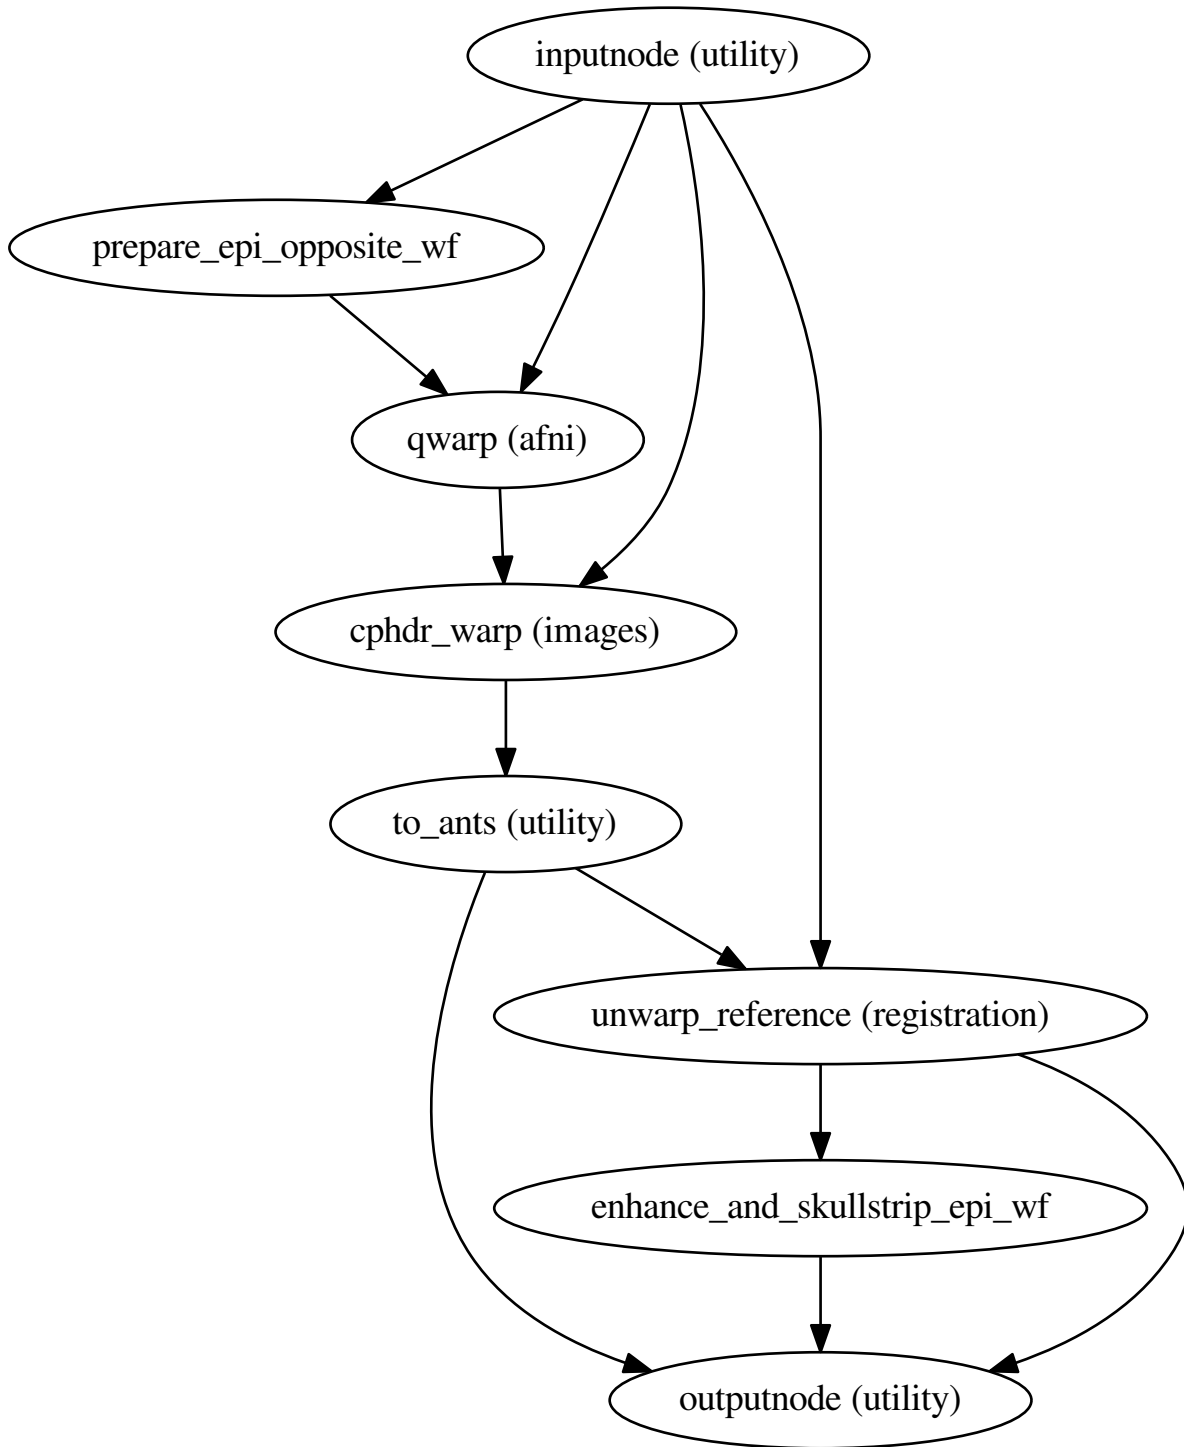 inputnode (utility)
prepare_epi_opposite_wf
qwarp (afni)
cphdr_warp (images)
to_ants (utility)
unwarp_reference (registration)
enhance_and_skullstrip_epi_wf
outputnode (utility)